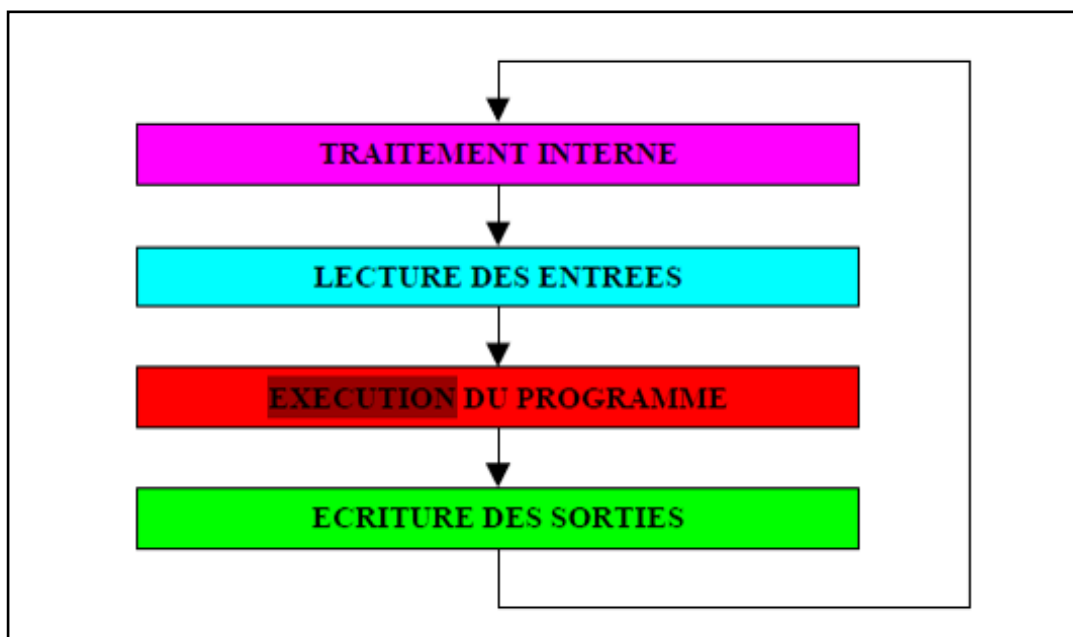 TRAITEMENT INTERNE
LECTURE DES ENTREES
EXECUTION DU PROGRAMME
ECRITURE DES SORTIES